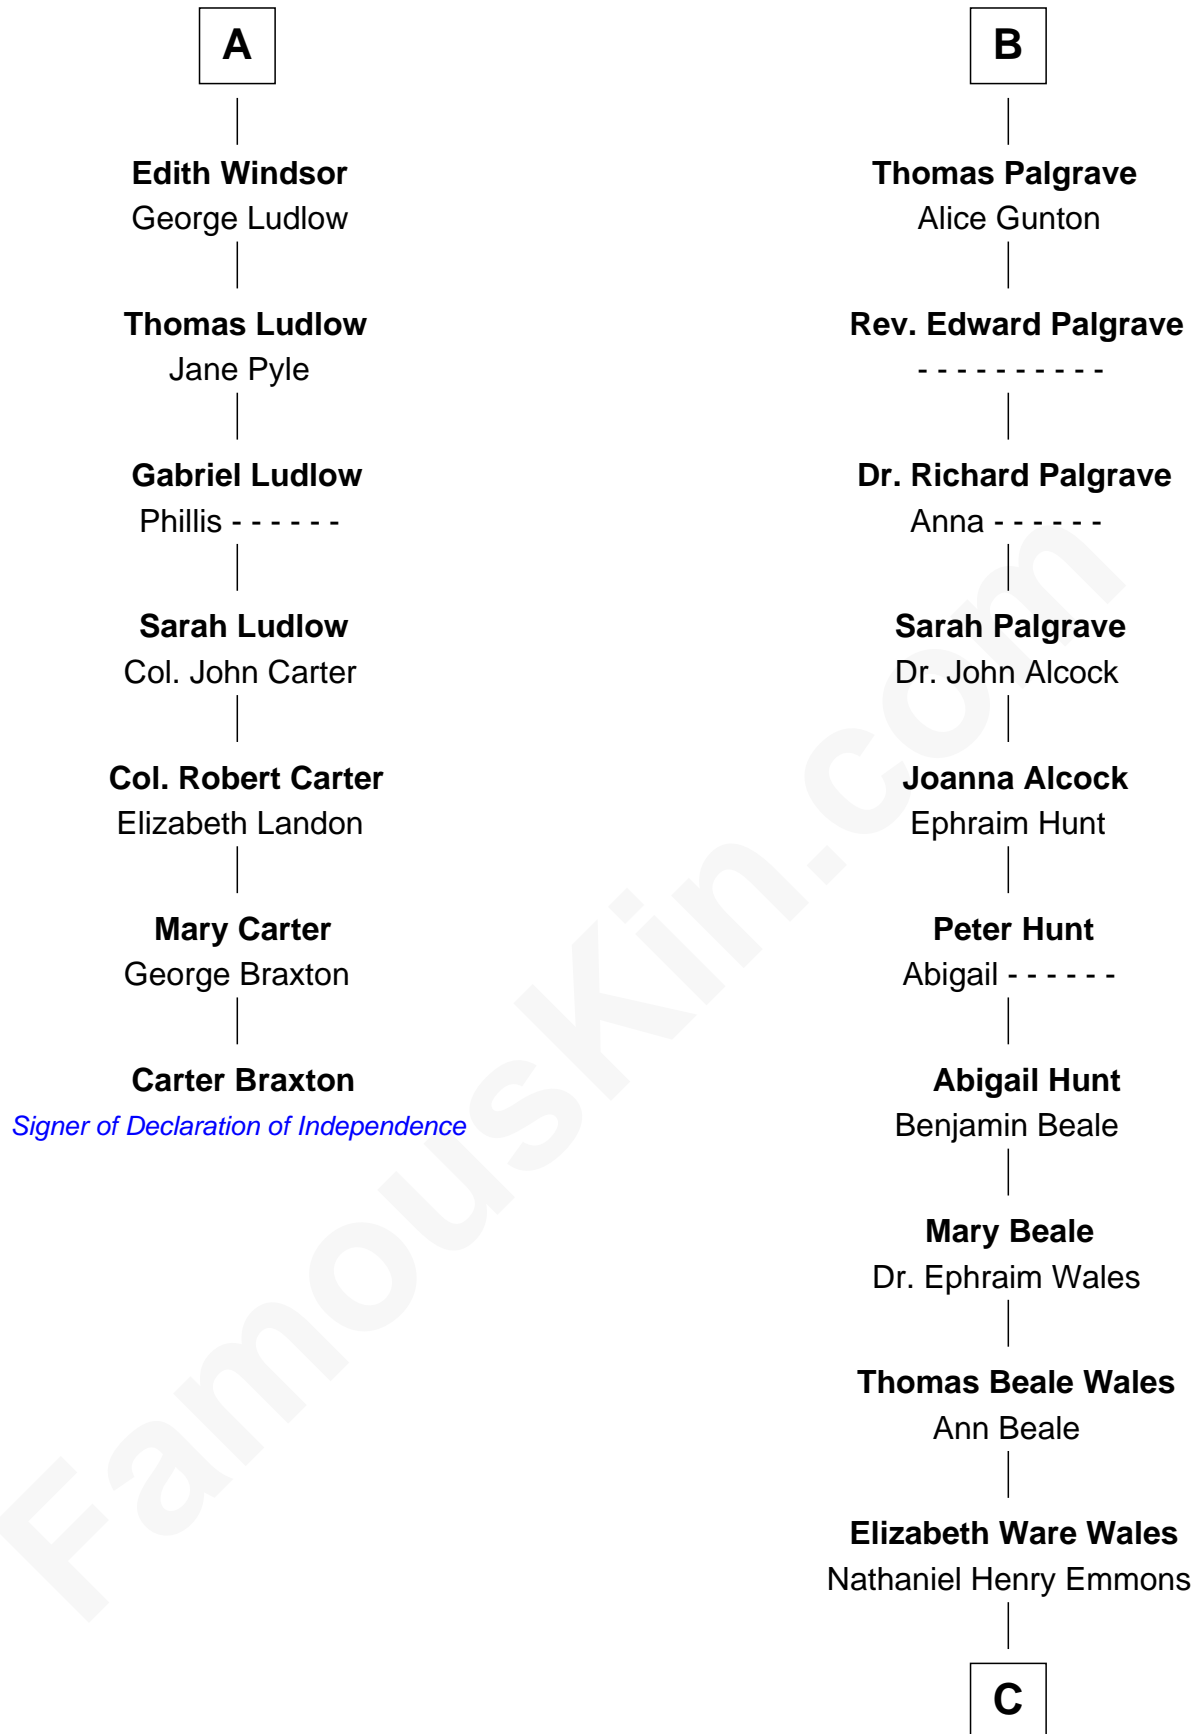 A
Edith Windsor
George Ludlow
Thomas Ludlow
Jane Pyle
Gabriel Ludlow
Phillis - - - - - -
Sarah Ludlow
Col. John Carter
Col. Robert Carter
Elizabeth Landon
Mary Carter
George Braxton
Carter Braxton
Signer of Declaration of Independence
B
Thomas Palgrave
Alice Gunton
Rev. Edward Palgrave
- - - - - - - - - -
Dr. Richard Palgrave
Anna - - - - - -
Sarah Palgrave
Dr. John Alcock
Joanna Alcock
Ephraim Hunt
Peter Hunt
Abigail - - - - - -
Abigail Hunt
Benjamin Beale
Mary Beale
Dr. Ephraim Wales
Thomas Beale Wales
Ann Beale
Elizabeth Ware Wales
Nathaniel Henry Emmons
C
FamousKin.com